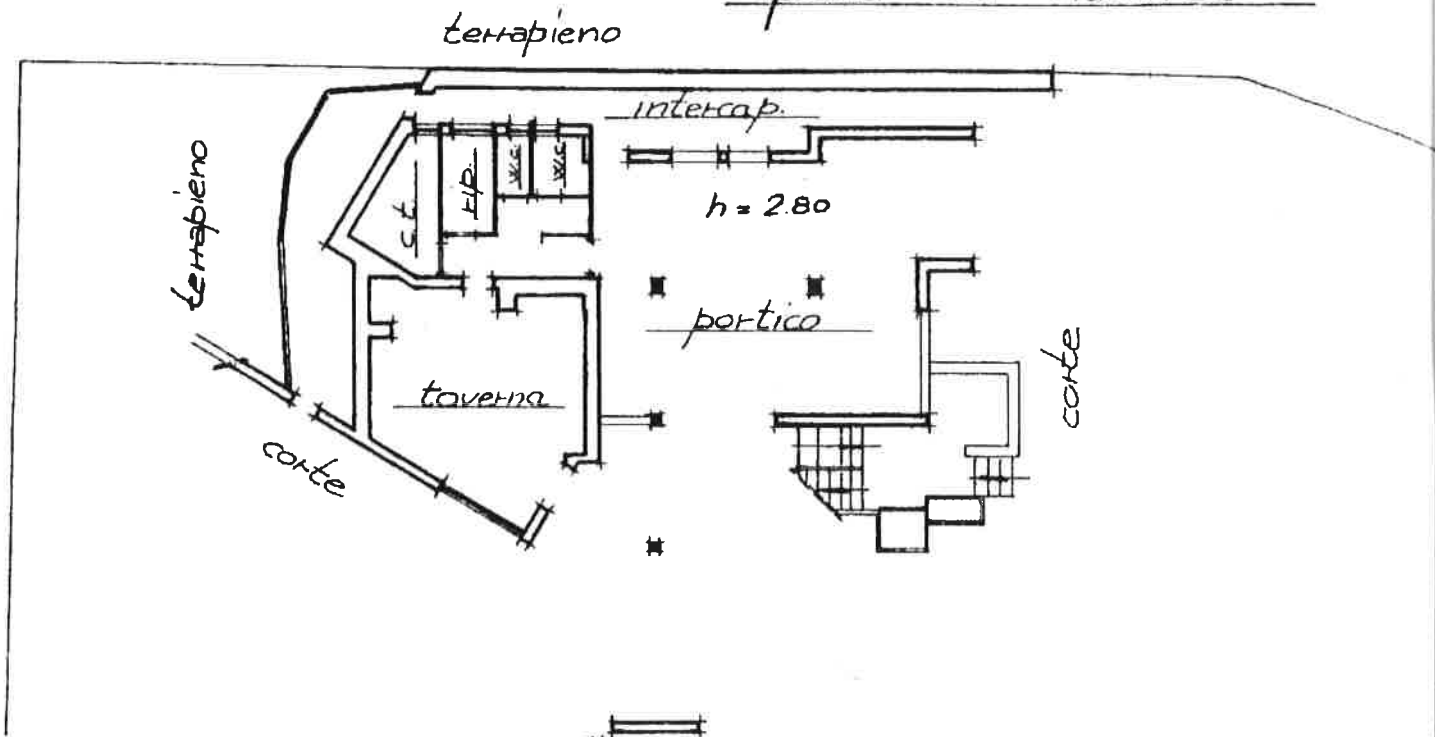 terrapieno
intercap.
terrapieno
c.t.
rip.
w.c.
w.c.
h = 2.80
portico
corte
taverna
corte